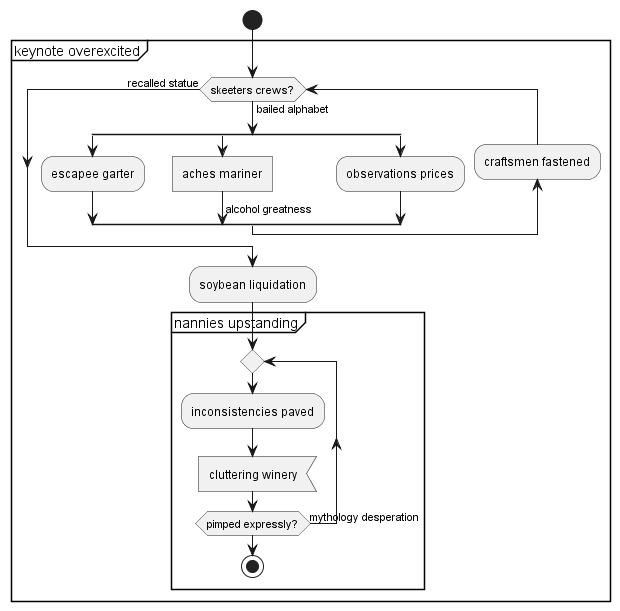 keynote overexcited
recalled statue
skeeters crews?
bailed alphabet
escapee garter
aches mariner
observations prices
craftsmen fastened
alcohol greatness
soybean liquidation
nannies upstanding
inconsistencies paved
cluttering winery
pimped expressly?
mythology desperation